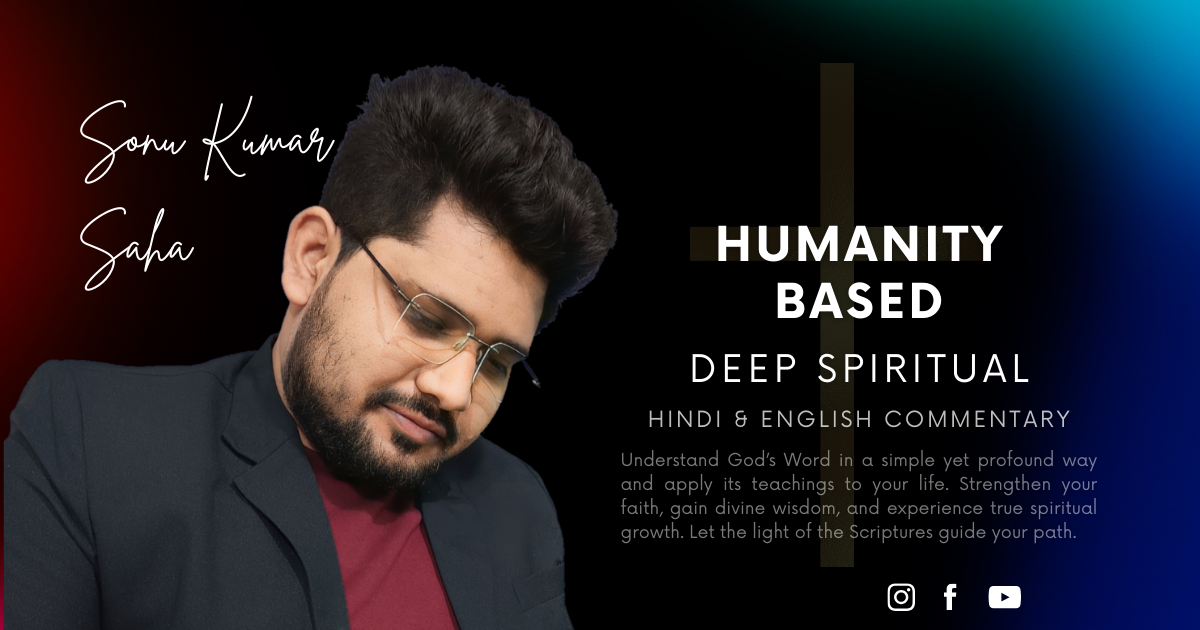 Sonu Kumar
Saha
HUMANITY
BASED
DEEP SPIRITUAL
HINDI & ENGLISH COMMENTARY
Understand God’s Word in a simple yet profound way
and apply its teachings to your life. Strengthen your
faith, gain divine wisdom, and experience true spiritual
growth. Let the light of the Scriptures guide your path.